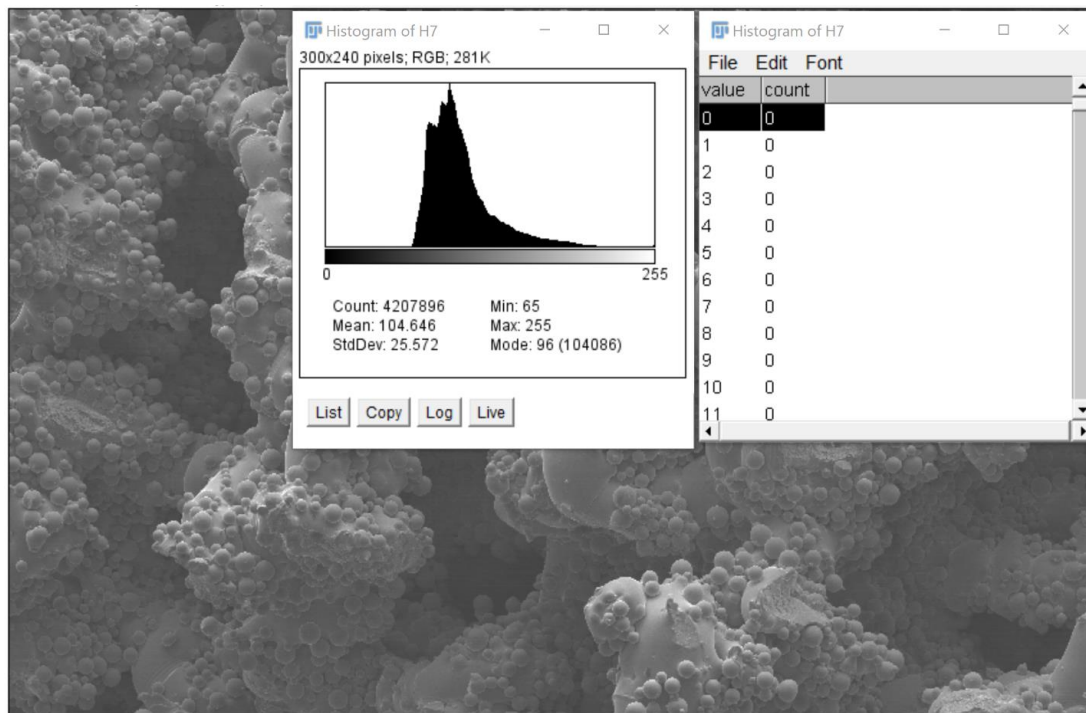 Histogram of H7
300x240 pixels; RGB; 281K
0 255
Count: 4207896 Min: 65
Mean: 104.646 Max: 255
StdDev: 25.572 Mode: 96 (104086)
List Copy Log Live
Histogram of H7
File Edit Font
value count
0 0
1 0
2 0
3 0
4 0
5 0
6 0
7 0
8 0
9 0
10 0
11 0